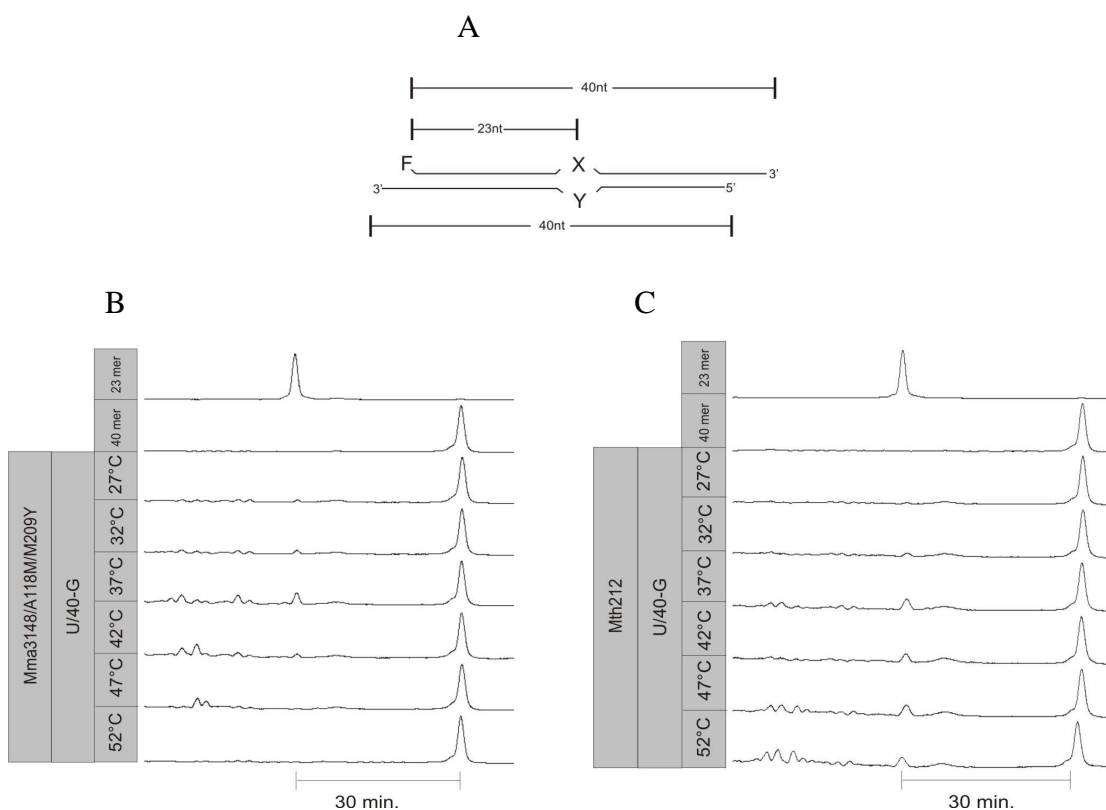 A
40nt
23nt
F
X
3'
3'
5'
Y
40nt
B
C
23 mer
40 mer
27°C
32°C
37°C
42°C
47°C
52°C
U/40-G
Mma3148/A118M/M209Y
30 min.
23 mer
40 mer
27°C
32°C
37°C
42°C
47°C
52°C
U/40-G
Mth212
30 min.